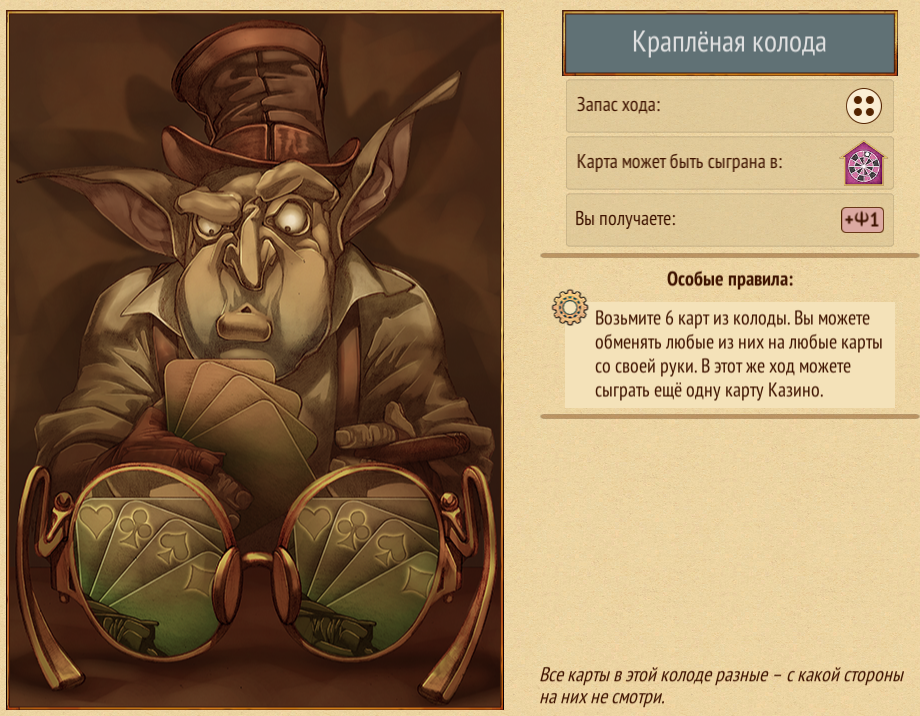 Краплёная колода
Запас хода:
Карта может быть сыграна в:
Вы получаете:
+Ψ1
Особые правила:
Возьмите 6 карт из колоды. Вы можете
обменять любые из них на любые карты
со своей руки. В этот же ход можете
сыграть ещё одну карту Казино.
Все карты в этой колоде разные – с какой стороны
на них не смотри.